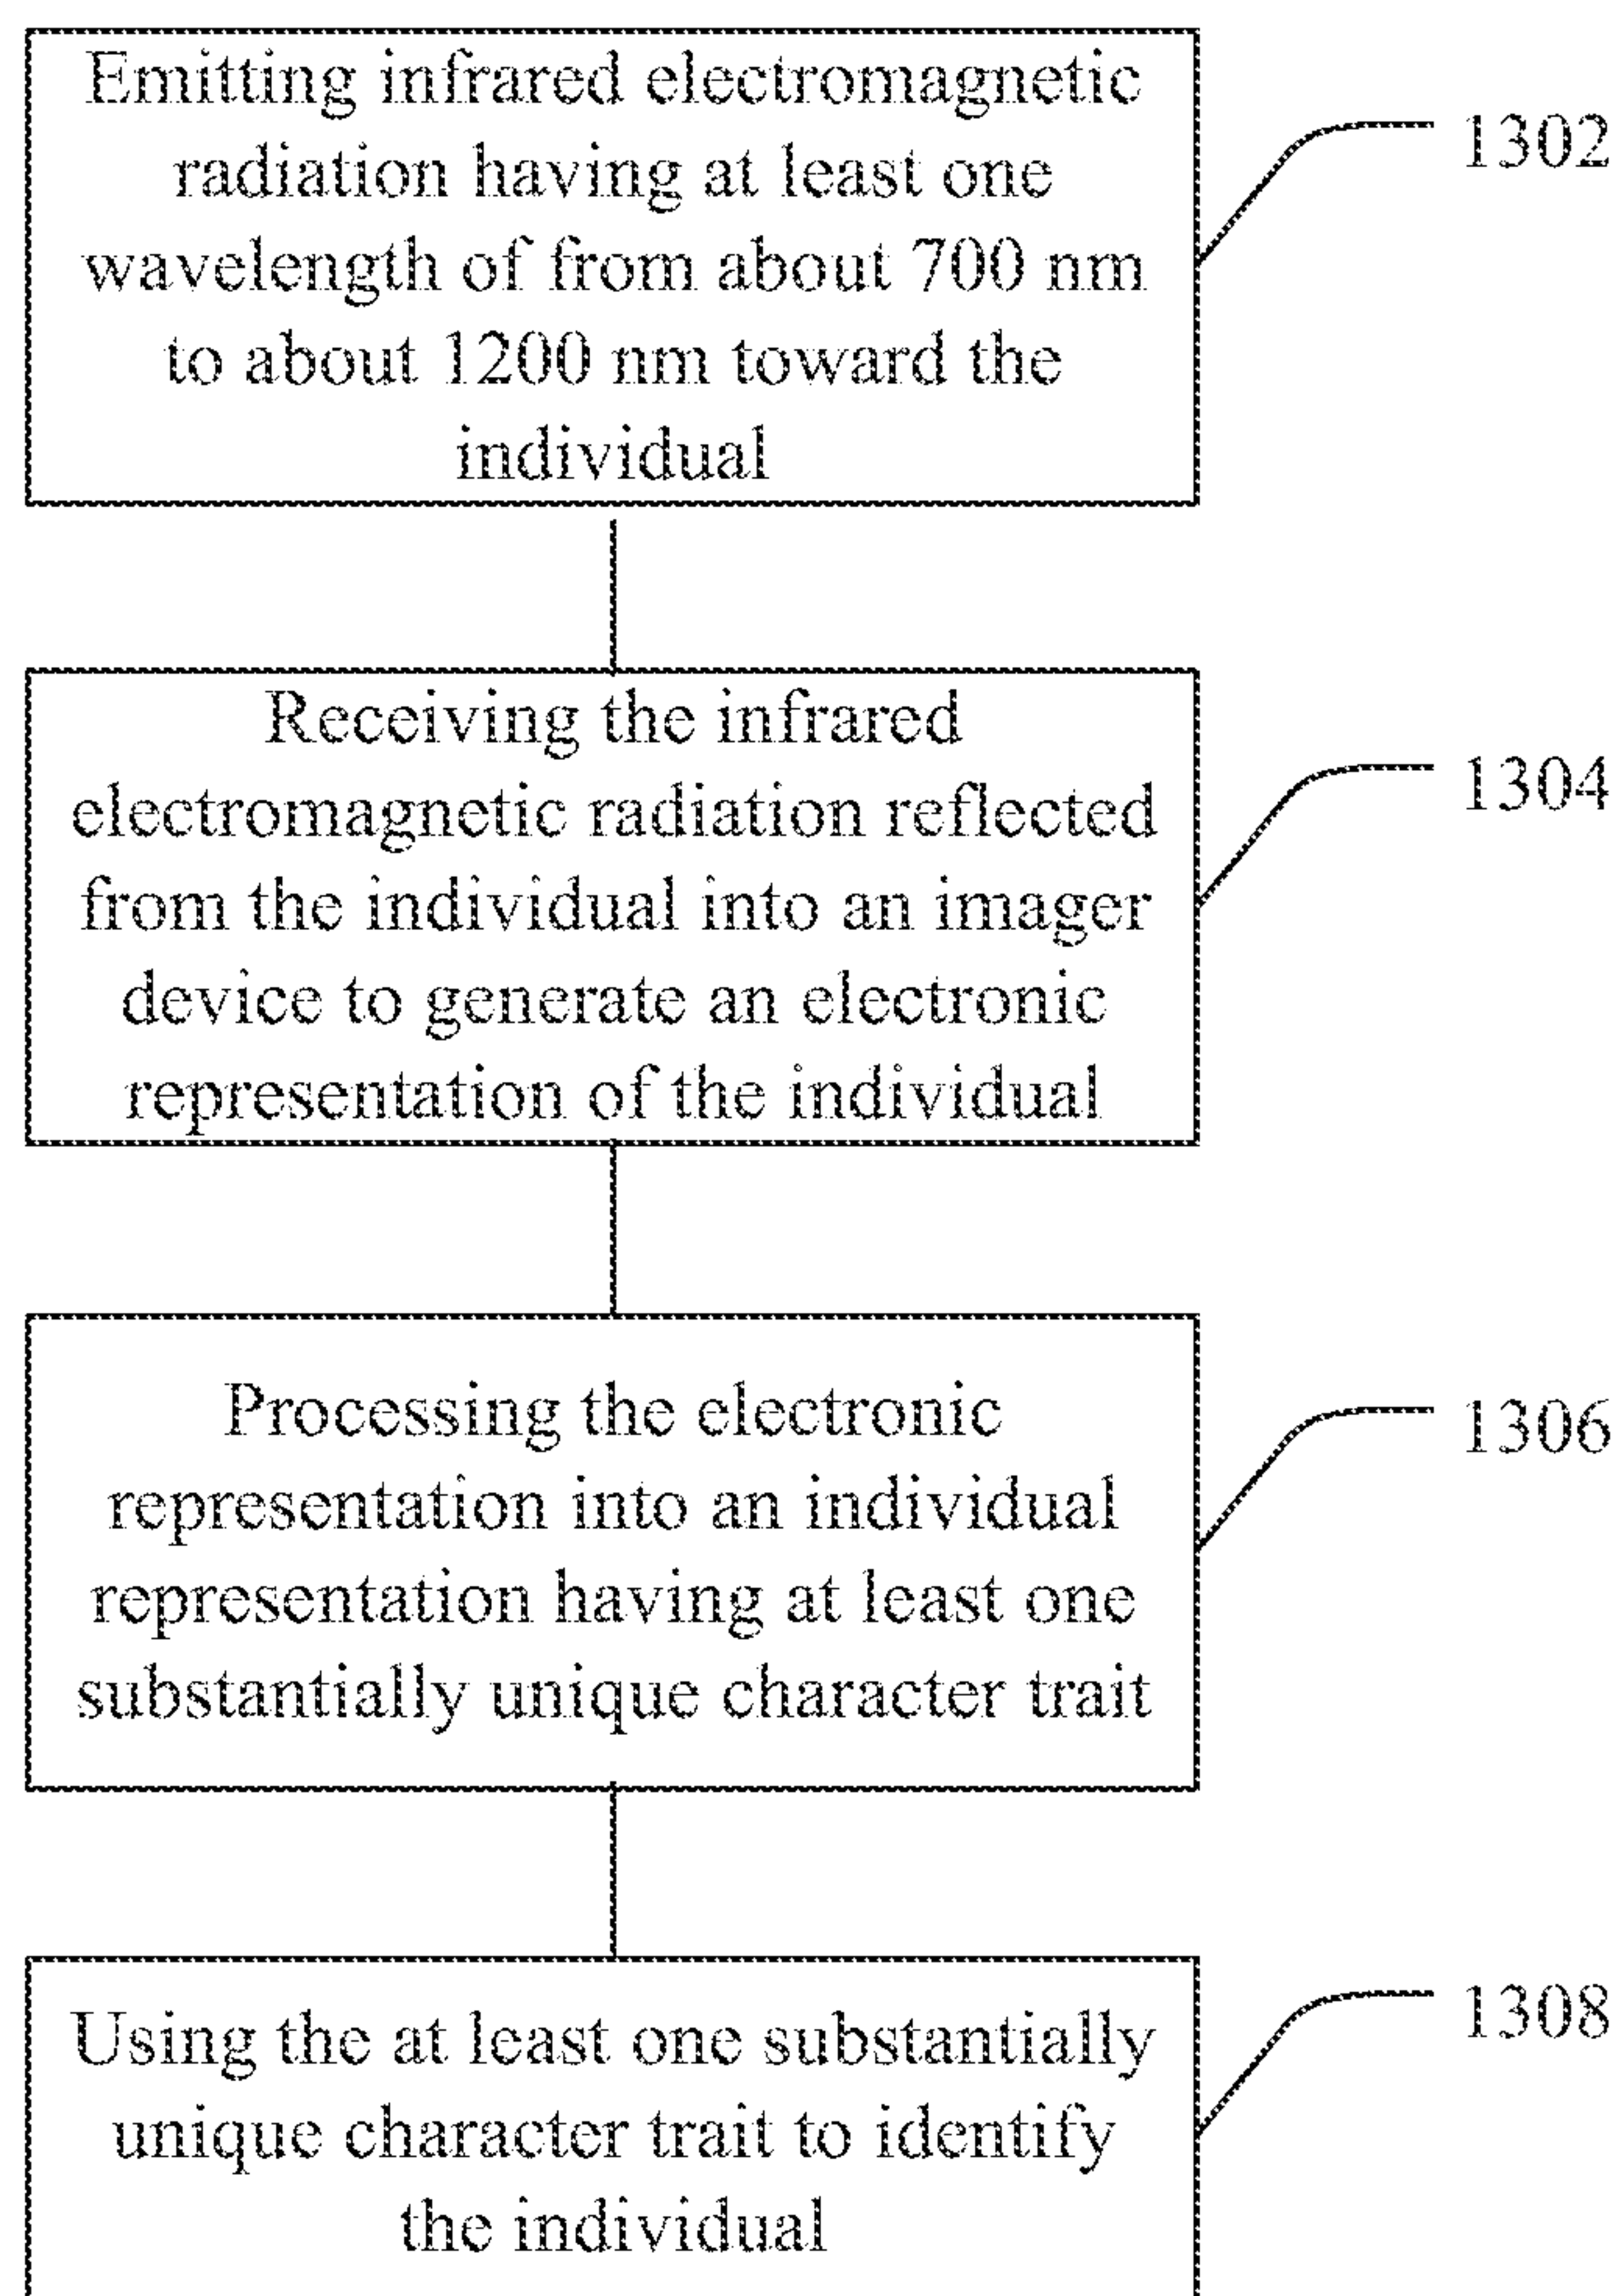 Emitting infrared electromagnetic
radiation having at least one
wavelength of from about 700 nm
to about 1200 nm toward the
individual
1302
Receiving the infrared
electromagnetic radiation reflected
from the individual into an imager
device to generate an electronic
representation of the individual
1304
Processing the electronic
representation into an individual
representation having at least one
substantially unique character trait
1306
Using the at least one substantially
unique character trait to identify
the individual
1308